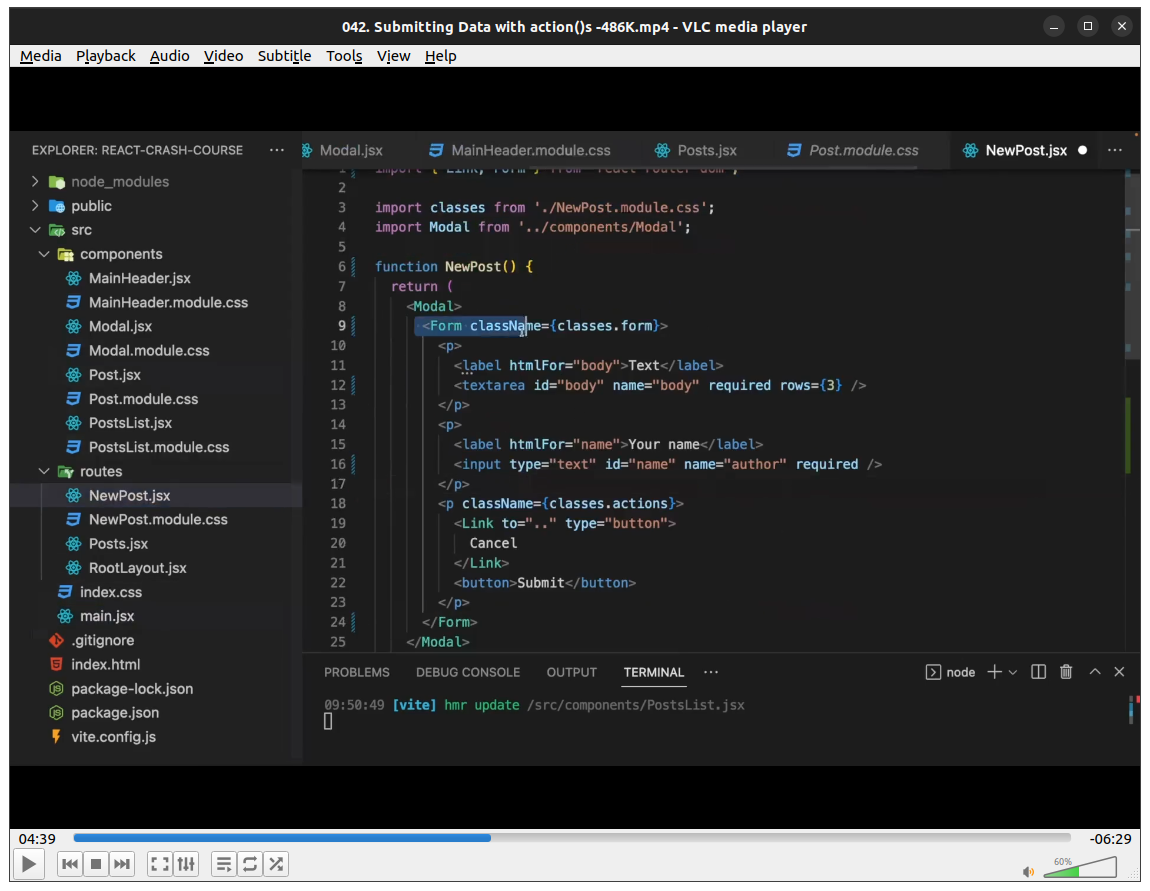 042. Submitting Data with action()s -486K.mp4 - VLC media player
Media Playback Audio Video Subtitle Tools View Help
EXPLORER: REACT-CRASH-COURSE ···
node_modules
public
src
components
MainHeader.jsx
MainHeader.module.css
Modal.jsx
Modal.module.css
Post.jsx
Post.module.css
PostsList.jsx
PostsList.module.css
routes
NewPost.jsx
NewPost.module.css
Posts.jsx
RootLayout.jsx
index.css
main.jsx
.gitignore
index.html
package-lock.json
package.json
vite.config.js
Modal.jsx MainHeader.module.css Posts.jsx Post.module.css NewPost.jsx ···
1 import { Link, Form } from 'react-router-dom';
2
3 import classes from './NewPost.module.css';
4 import Modal from '../components/Modal';
5
6 function NewPost() {
7 return (
8 <Modal>
9 <Form className={classes.form}>
10 <p>
11 <label htmlFor="body">Text</label>
12 <textarea id="body" name="body" required rows={3} />
13 </p>
14 <p>
15 <label htmlFor="name">Your name</label>
16 <input type="text" id="name" name="author" required />
17 </p>
18 <p className={classes.actions}>
19 <Link to=".." type="button">
20 Cancel
21 </Link>
22 <button>Submit</button>
23 </p>
24 </Form>
25 </Modal>
PROBLEMS DEBUG CONSOLE OUTPUT TERMINAL ··· node
09:50:49 [vite] hmr update /src/components/PostsList.jsx
04:39 -06:29
60%